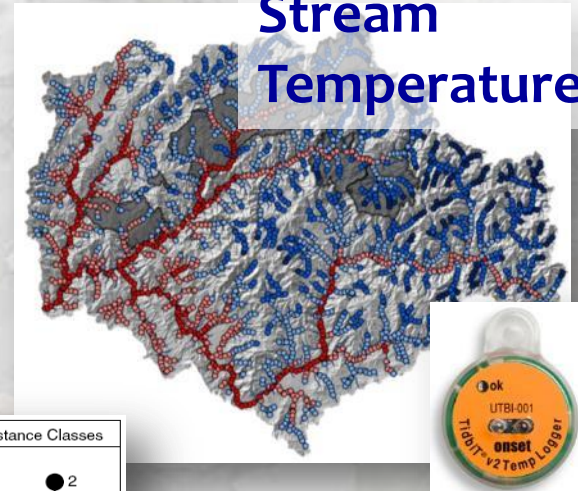 Stream
Temperature
ok
UTBI-001
onset
TidbiT® v2 Temp Logger
stance Classes
2